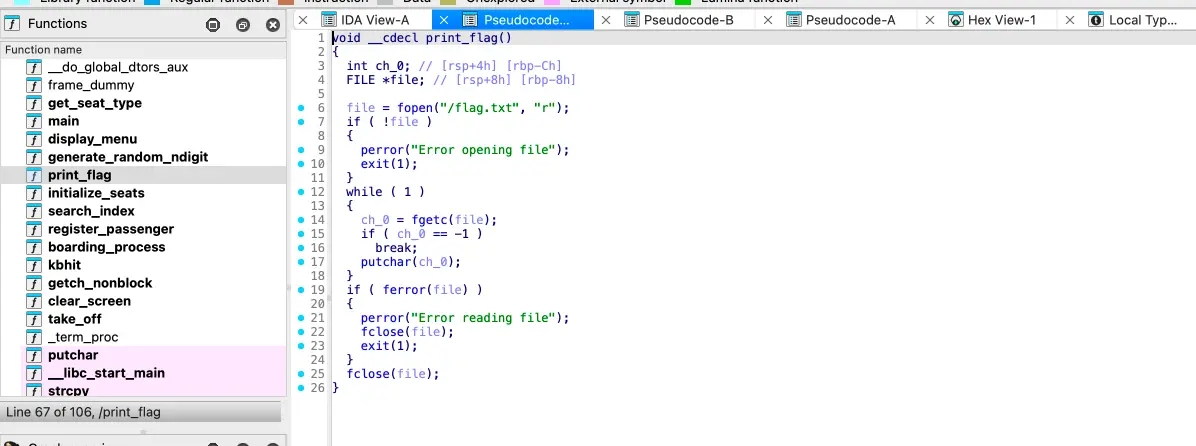 Library function Regular function Instruction Data Unexplored External symbol Lumina function
Functions
IDA View-A Pseudocode... Pseudocode-B Pseudocode-A Hex View-1 Local Typ...
Function name
__do_global_dtors_aux
frame_dummy
get_seat_type
main
display_menu
generate_random_ndigit
print_flag
initialize_seats
search_index
register_passenger
boarding_process
kbhit
getch_nonblock
clear_screen
take_off
_term_proc
putchar
__libc_start_main
strcpy
Line 67 of 106, /print_flag
1 void __cdecl print_flag()
2 {
3 int ch_0; // [rsp+4h] [rbp-Ch]
4 FILE *file; // [rsp+8h] [rbp-8h]
5
6 file = fopen("/flag.txt", "r");
7 if ( !file )
8 {
9 perror("Error opening file");
10 exit(1);
11 }
12 while ( 1 )
13 {
14 ch_0 = fgetc(file);
15 if ( ch_0 == -1 )
16 break;
17 putchar(ch_0);
18 }
19 if ( ferror(file) )
20 {
21 perror("Error reading file");
22 fclose(file);
23 exit(1);
24 }
25 fclose(file);
26 }